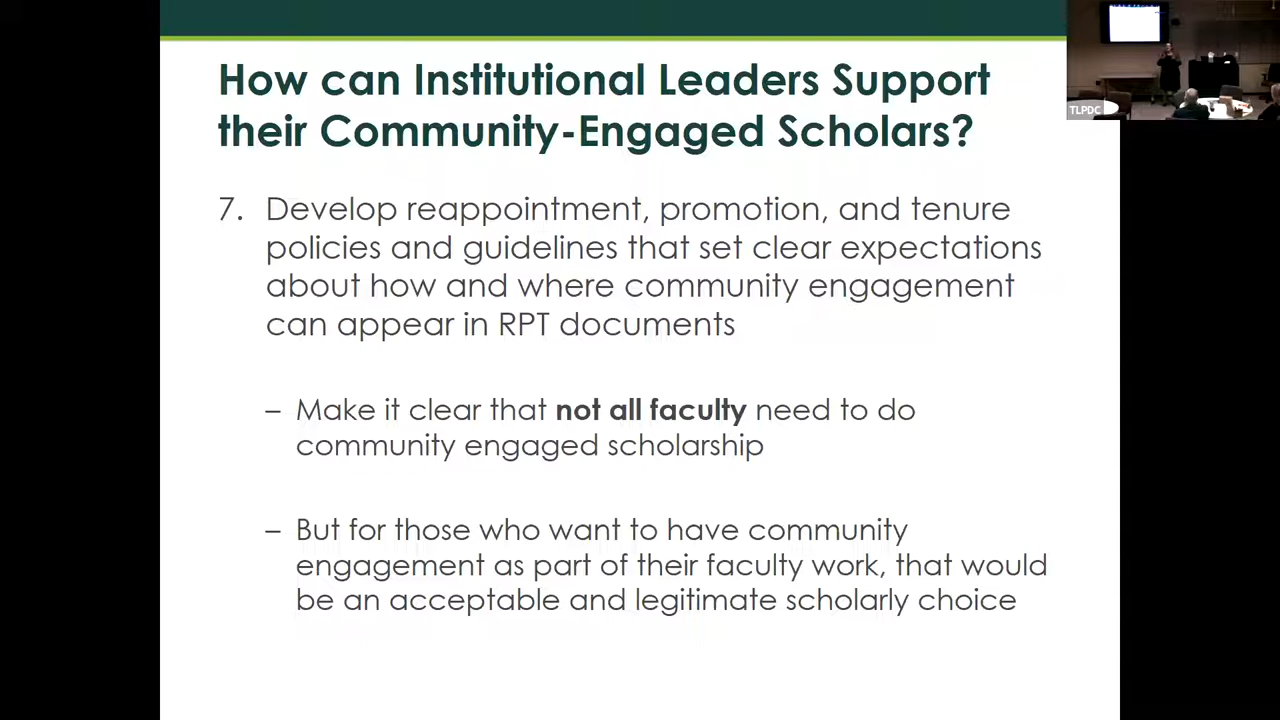 How can Institutional Leaders Support
their Community-Engaged Scholars?
7. Develop reappointment, promotion, and tenure
policies and guidelines that set clear expectations
about how and where community engagement
can appear in RPT documents
– Make it clear that not all faculty need to do
community engaged scholarship
– But for those who want to have community
engagement as part of their faculty work, that would
be an acceptable and legitimate scholarly choice
TLPDC